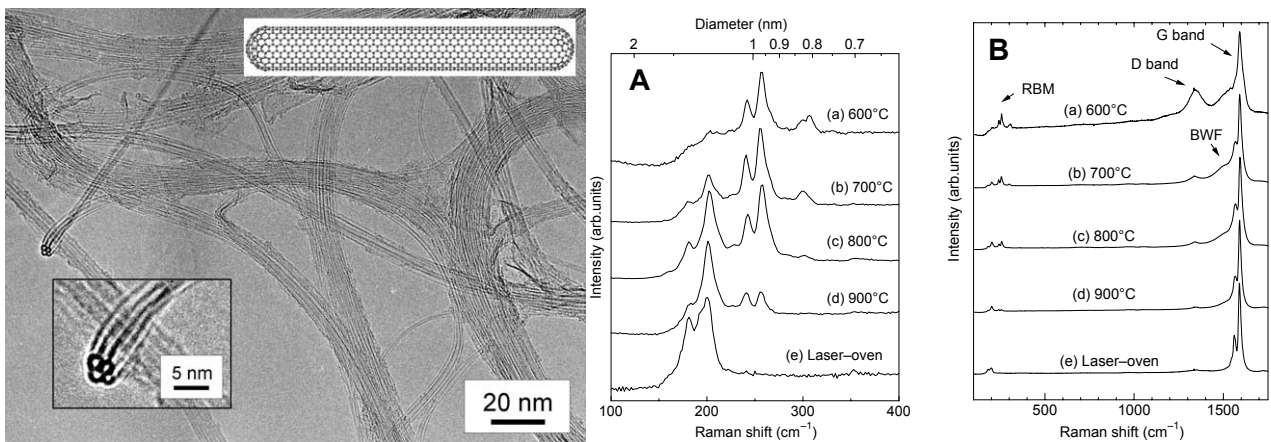 5 nm
20 nm
Diameter (nm)
2 1 0.9 0.8 0.7
A
(a) 600°C
(b) 700°C
(c) 800°C
(d) 900°C
(e) Laser–oven
Intensity (arb.units)
100 200 300 400
Raman shift (cm⁻¹)
B
G band
D band
RBM
(a) 600°C
BWF
(b) 700°C
(c) 800°C
(d) 900°C
(e) Laser–oven
Intensity (arb.units)
500 1000 1500
Raman shift (cm⁻¹)